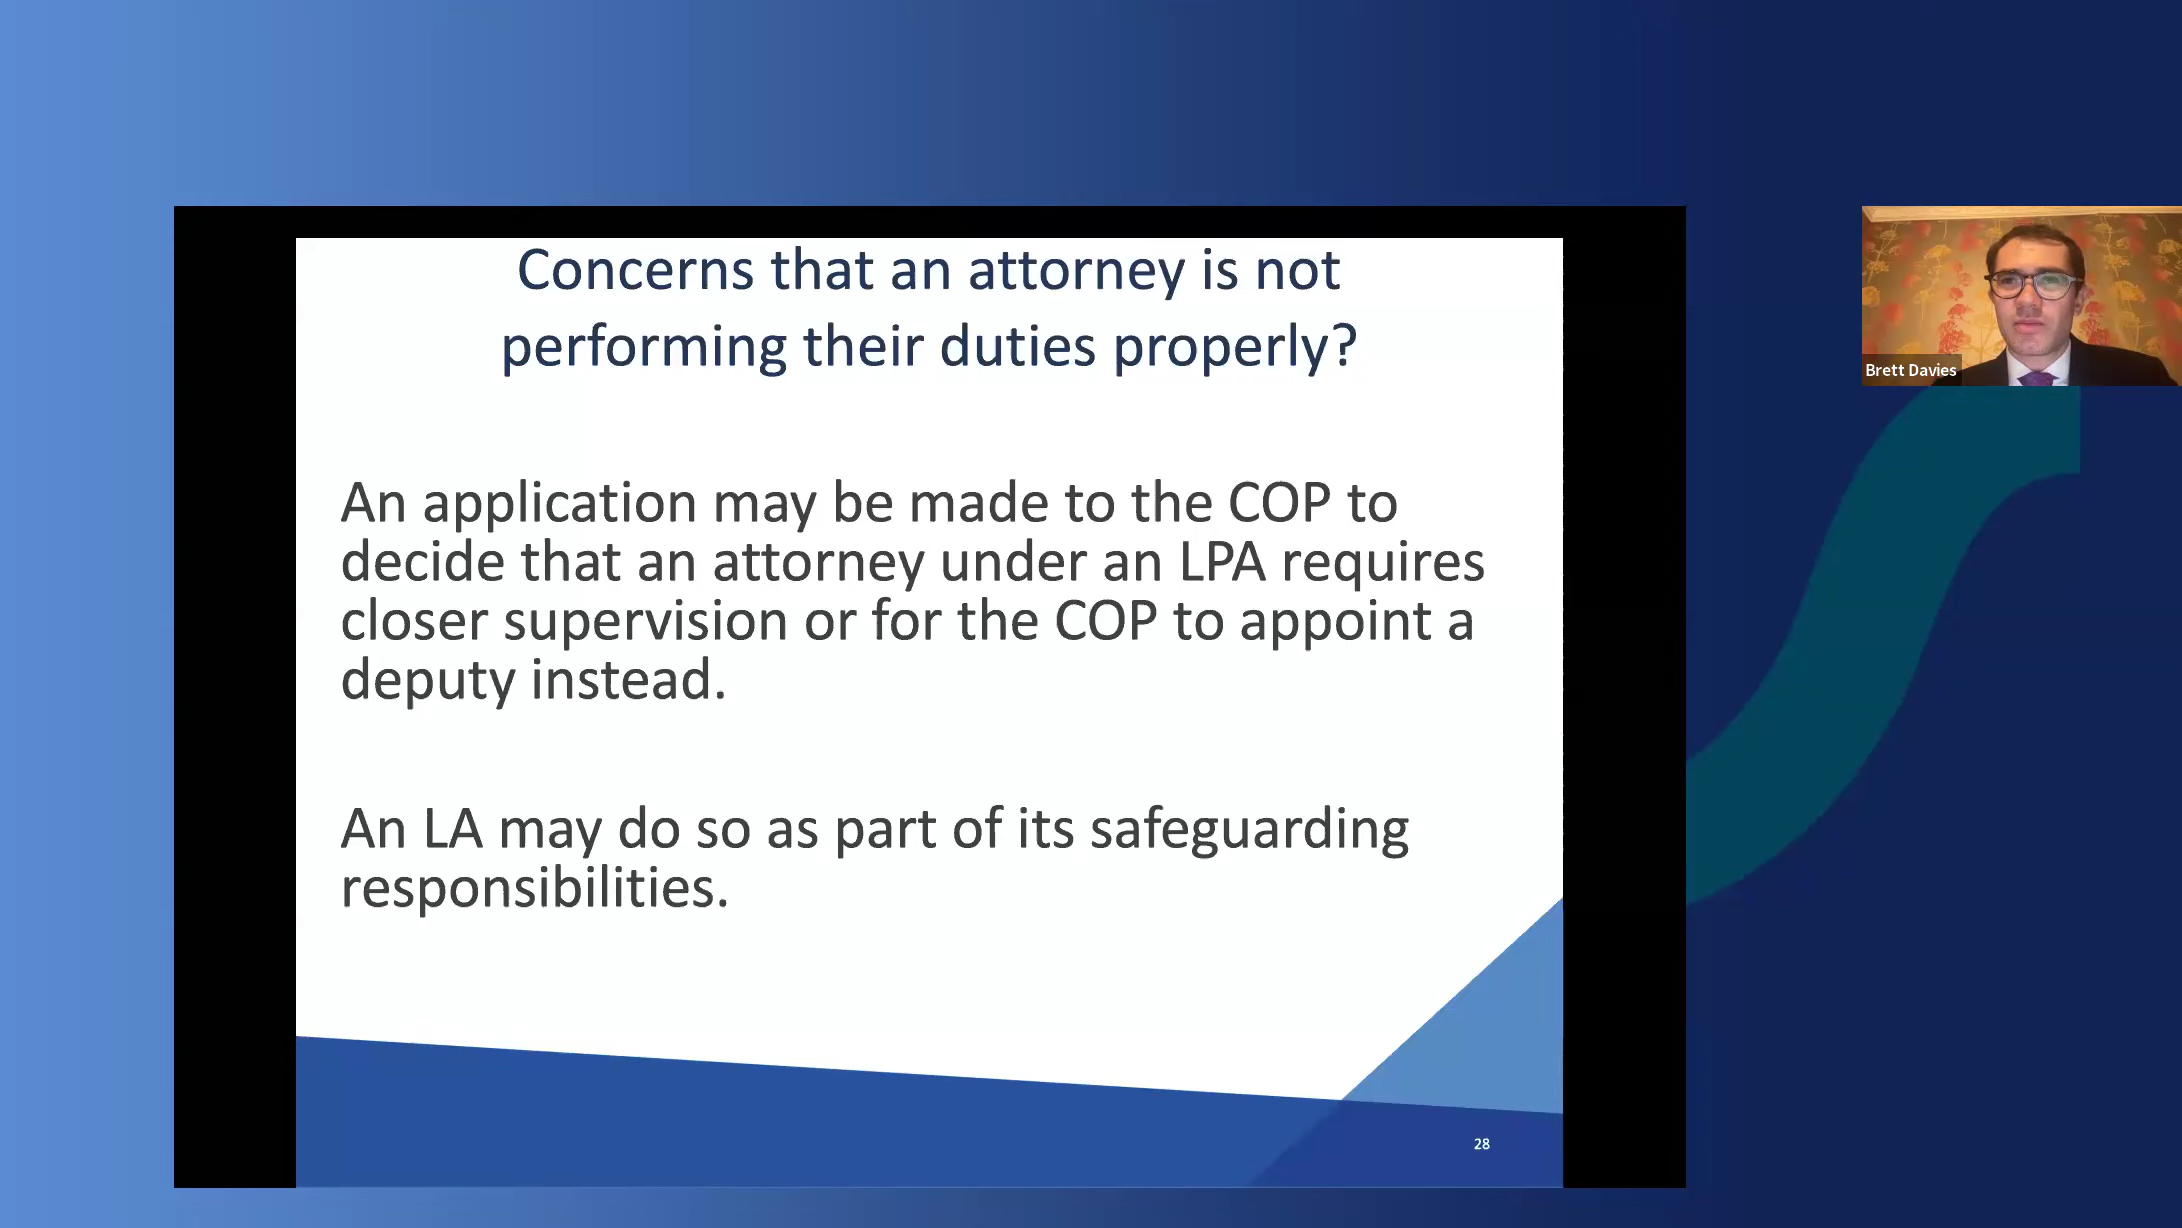 Concerns that an attorney is not
performing their duties properly?
An application may be made to the COP to
decide that an attorney under an LPA requires
closer supervision or for the COP to appoint a
deputy instead.
An LA may do so as part of its safeguarding
responsibilities.
28
Brett Davies